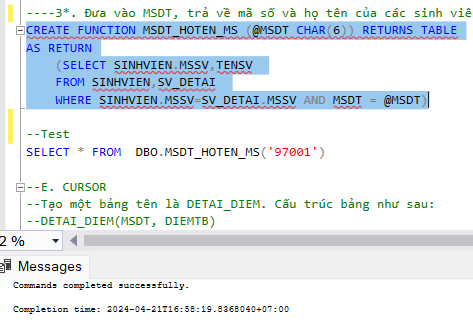 ----3*. Đưa vào MSDT, trả về mã số và họ tên của các sinh viê
CREATE FUNCTION MSDT_HOTEN_MS (@MSDT CHAR(6)) RETURNS TABLE
AS RETURN
(SELECT SINHVIEN.MSSV,TENSV
FROM SINHVIEN,SV_DETAI
WHERE SINHVIEN.MSSV=SV_DETAI.MSSV AND MSDT = @MSDT)
--Test
SELECT * FROM DBO.MSDT_HOTEN_MS('97001')
--E. CURSOR
--Tạo một bảng tên là DETAI_DIEM. Cấu trúc bảng như sau:
--DETAI_DIEM(MSDT, DIEMTB)
2 %
Messages
Commands completed successfully.
Completion time: 2024-04-21T16:58:19.8368040+07:00